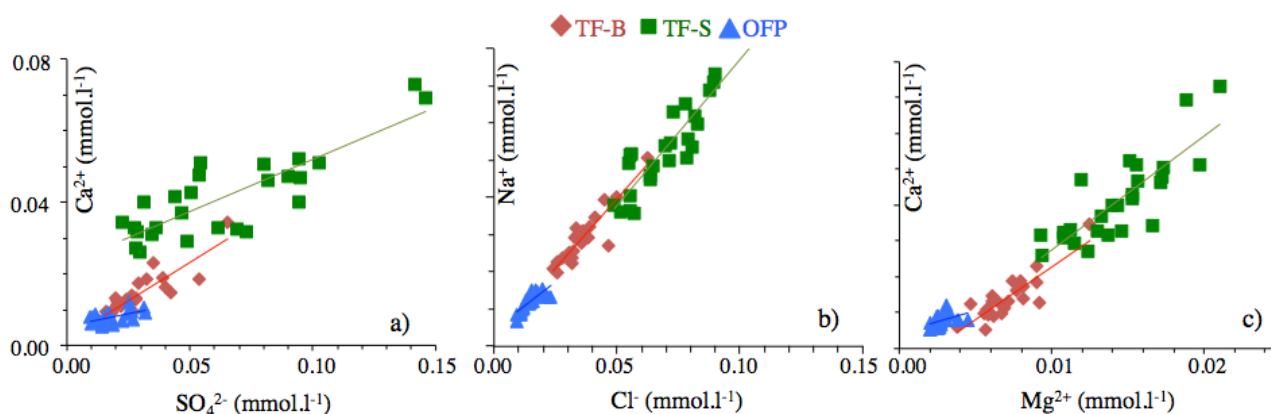 TF-B TF-S OFP
0.08
0.04
0.00
Ca²⁺ (mmol.l⁻¹)
a)
0.00 0.05 0.10 0.15
SO₄²⁻ (mmol.l⁻¹)
Na⁺ (mmol.l⁻¹)
b)
0.00 0.05 0.10 0.15
Cl⁻ (mmol.l⁻¹)
Ca²⁺ (mmol.l⁻¹)
c)
0.00 0.01 0.02
Mg²⁺ (mmol.l⁻¹)